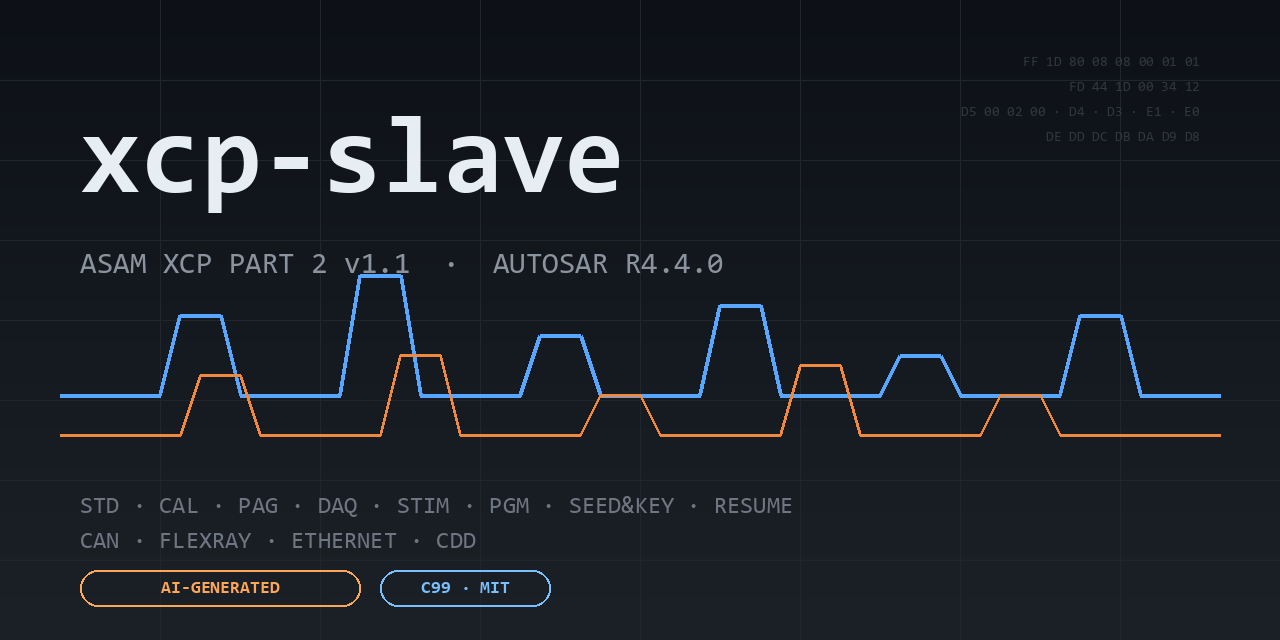 FF 1D 80 08 08 00 01 01
FD 44 1D 00 34 12
D5 00 02 00 · D4 · D3 · E1 · E0
DE DD DC DB DA D9 D8
xcp-slave
ASAM XCP PART 2 v1.1 · AUTOSAR R4.4.0
STD · CAL · PAG · DAQ · STIM · PGM · SEED&KEY · RESUME
CAN · FLEXRAY · ETHERNET · CDD
AI-GENERATED
C99 · MIT